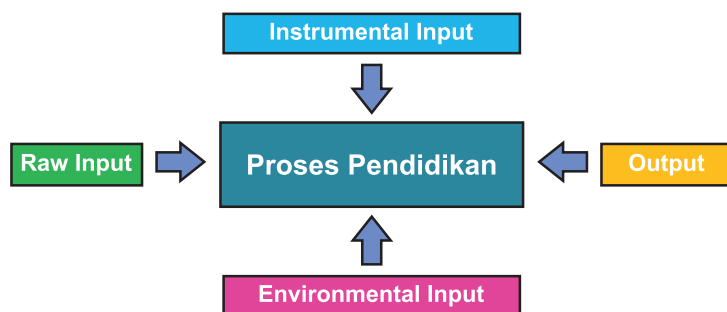 Instrumental Input
Raw Input
Proses Pendidikan
Output
Environmental Input